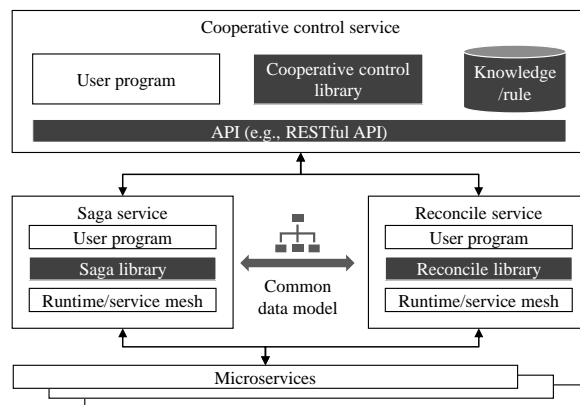 Cooperative control service
User program
Cooperative control
library
Knowledge
/rule
API (e.g., RESTful API)
Saga service
User program
Saga library
Runtime/service mesh
Common
data model
Reconcile service
User program
Reconcile library
Runtime/service mesh
Microservices